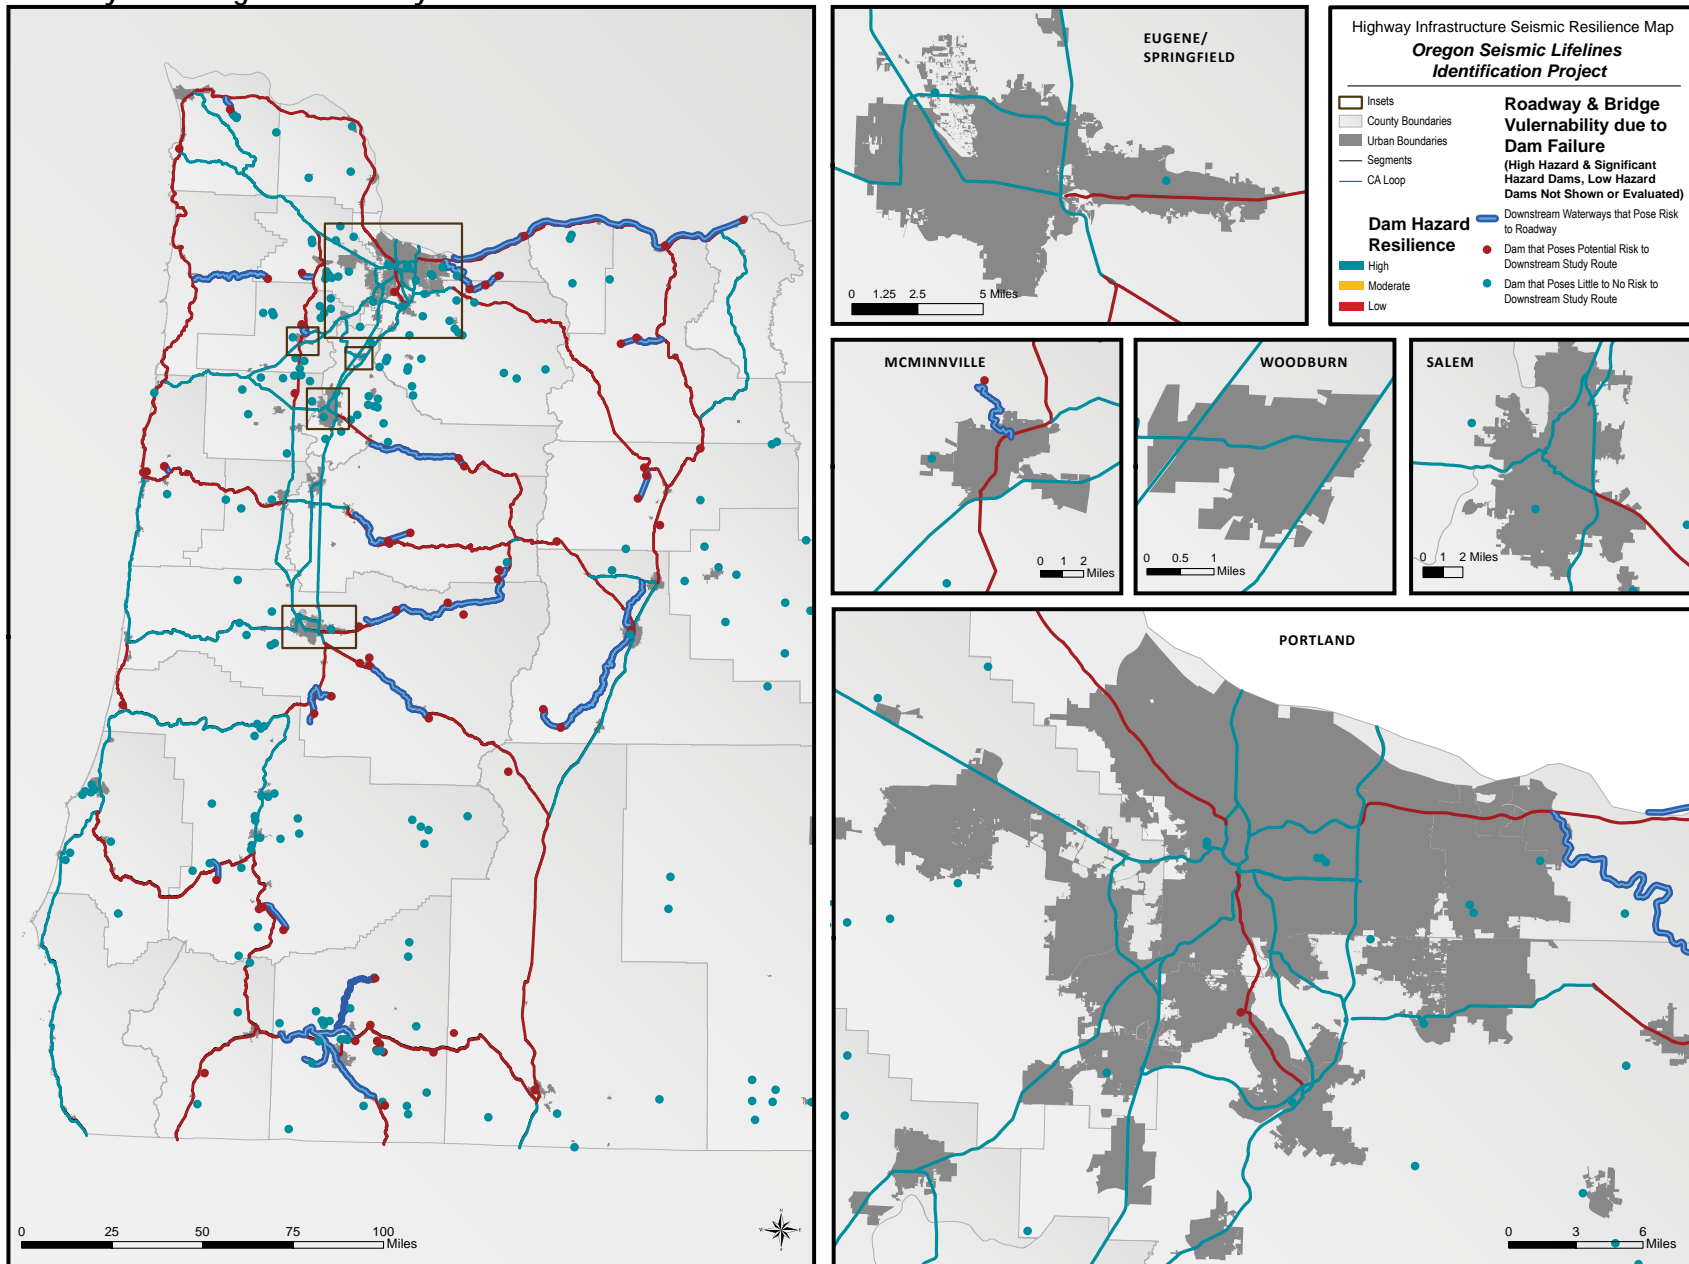 EUGENE/
SPRINGFIELD
0 1.25 2.5 5 Miles
Highway Infrastructure Seismic Resilience Map
Oregon Seismic Lifelines
Identification Project
Insets
County Boundaries
Urban Boundaries
Segments
CA Loop
Dam Hazard
Resilience
High
Moderate
Low
Roadway & Bridge
Vulernability due to
Dam Failure
(High Hazard & Significant
Hazard Dams, Low Hazard
Dams Not Shown or Evaluated)
Downstream Waterways that Pose Risk
to Roadway
Dam that Poses Potential Risk to
Downstream Study Route
Dam that Poses Little to No Risk to
Downstream Study Route
MCMINNVILLE
0 1 2
Miles
WOODBURN
0 0.5 1
Miles
SALEM
0 1 2 Miles
PORTLAND
0 3 6
Miles
0 25 50 75 100
Miles
N
W E